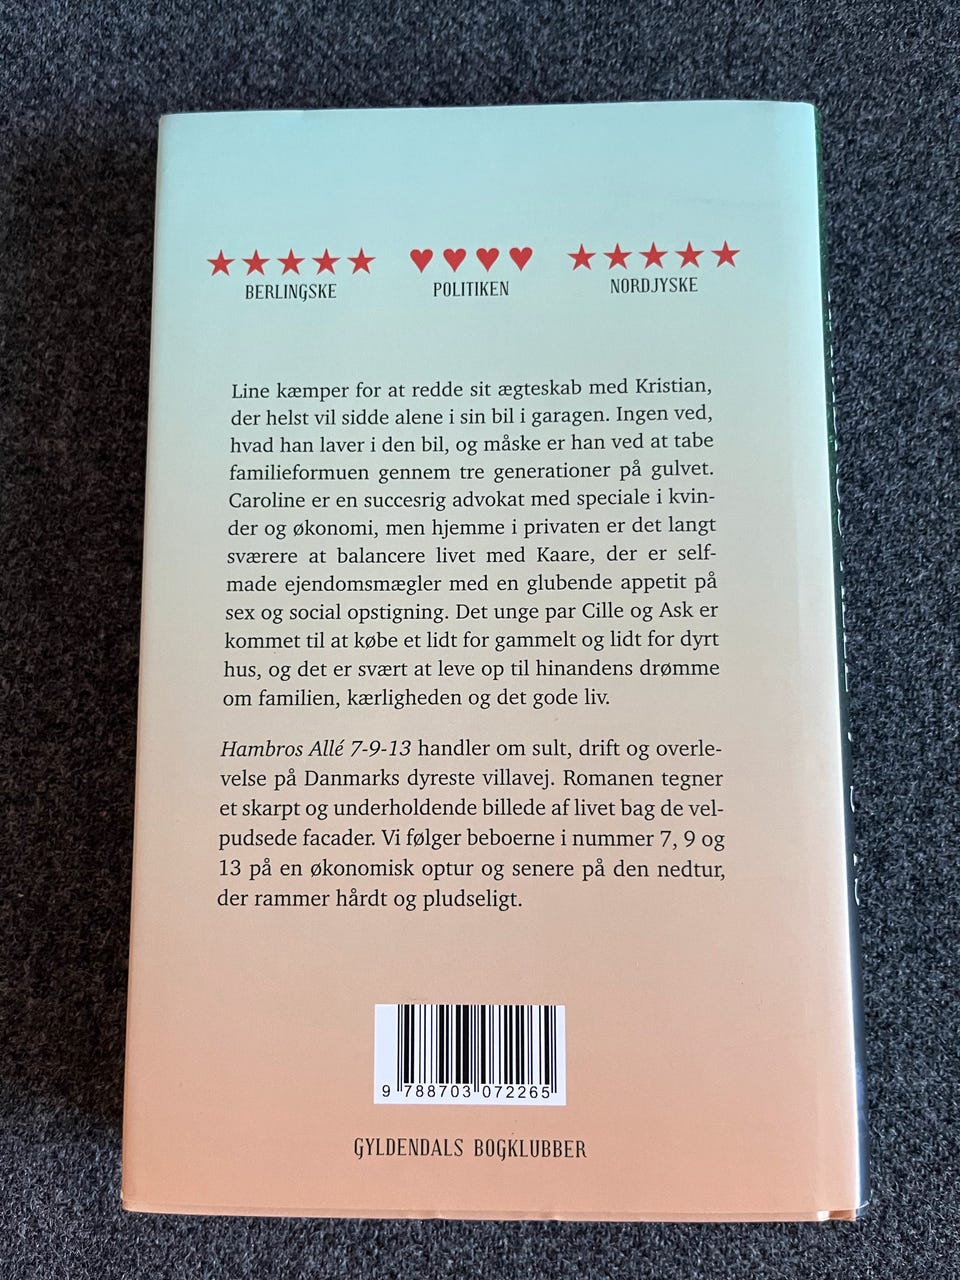 ★★★★★ ♥♥♥♥ ★★★★★
BERLINGSKE POLITIKEN NORDJYSKE
Line kæmper for at redde sit ægteskab med Kristian,
der helst vil sidde alene i sin bil i garagen. Ingen ved,
hvad han laver i den bil, og måske er han ved at tabe
familieformuen gennem tre generationer på gulvet.
Caroline er en succesrig advokat med speciale i kvin-
der og økonomi, men hjemme i privaten er det langt
sværere at balancere livet med Kaare, der er self-
made ejendomsmægler med en glubende appetit på
sex og social opstigning. Det unge par Cille og Ask er
kommet til at købe et lidt for gammelt og lidt for dyrt
hus, og det er svært at leve op til hinandens drømme
om familien, kærligheden og det gode liv.
Hambros Allé 7-9-13 handler om sult, drift og overle-
velse på Danmarks dyreste villavej. Romanen tegner
et skarpt og underholdende billede af livet bag de vel-
pudsede facader. Vi følger beboerne i nummer 7, 9 og
13 på en økonomisk optur og senere på den nedtur,
der rammer hårdt og pludseligt.
9 788703 072265
GYLDENDALS BOGKLUBBER